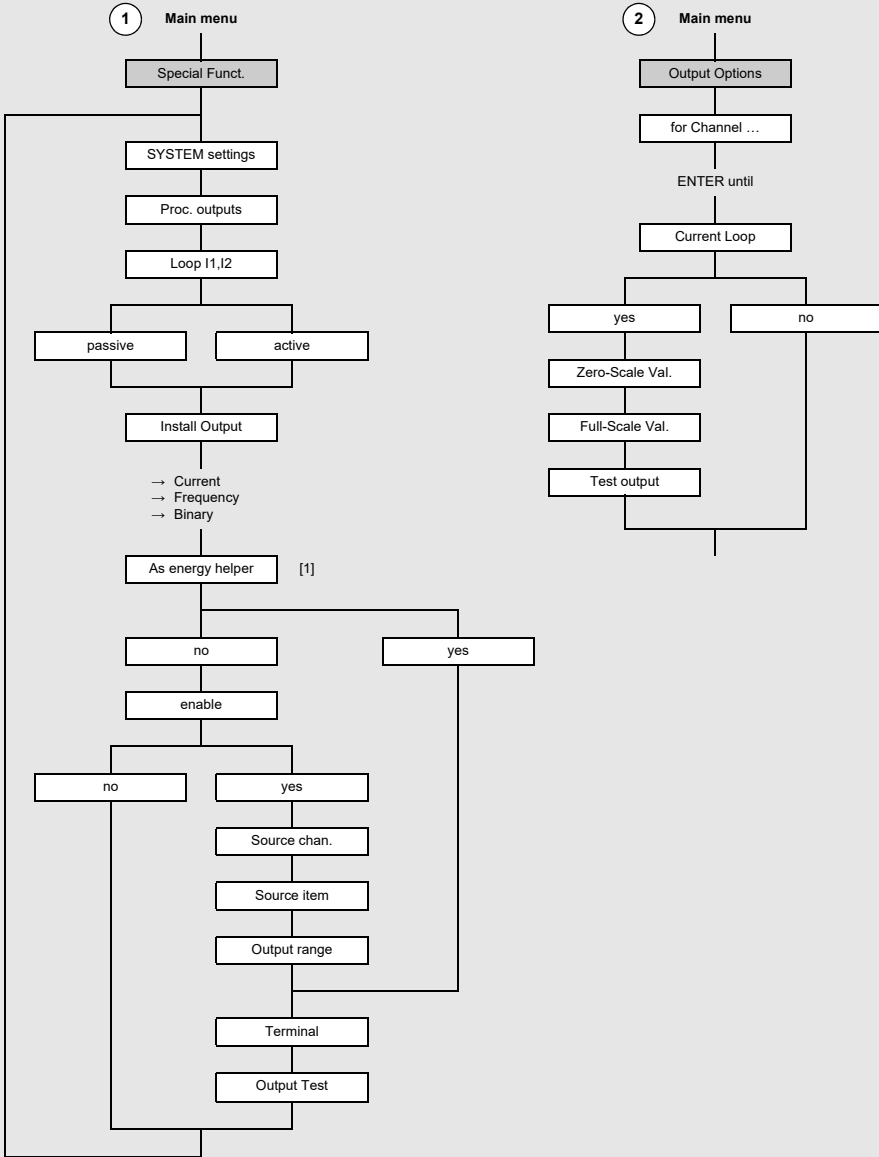 1 Main menu
Special Funct.
SYSTEM settings
Proc. outputs
Loop I1,I2
passive
active
Install Output
→ Current
→ Frequency
→ Binary
As energy helper [1]
no
yes
enable
no
yes
Source chan.
Source item
Output range
Terminal
Output Test
2 Main menu
Output Options
for Channel …
ENTER until
Current Loop
yes
no
Zero-Scale Val.
Full-Scale Val.
Test output